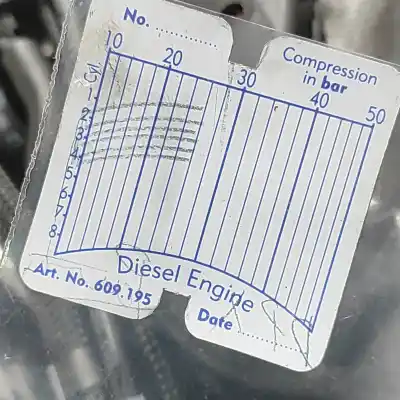 No. ..............
Compression
in bar
10 20 30 40 50
Cyl.
2
3
4
5
6
7
8
Diesel Engine
Art. No. 609.195
Date ..............